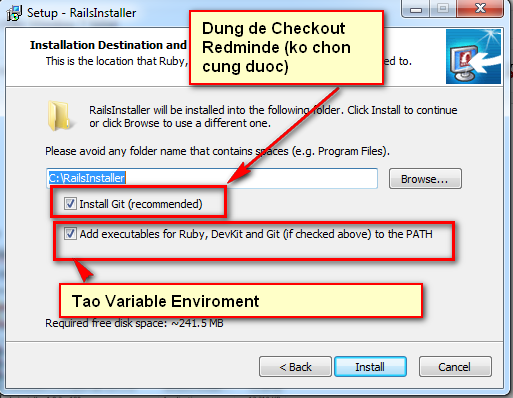 Setup - RailsInstaller
Dung de Checkout
Redminde (ko chon
cung duoc)
Installation Destination and
This is the location that Ruby,
ed to.
RailsInstaller will be installed into the following folder. Click Install to continue
or click Browse to use a different one.
Please avoid any folder name that contains spaces (e.g. Program Files).
C:\RailsInstaller
Browse...
Install Git (recommended)
Add executables for Ruby, DevKit and Git (if checked above) to the PATH
Tao Variable Enviroment
Required free disk space: ~241.5 MB
< Back
Install
Cancel